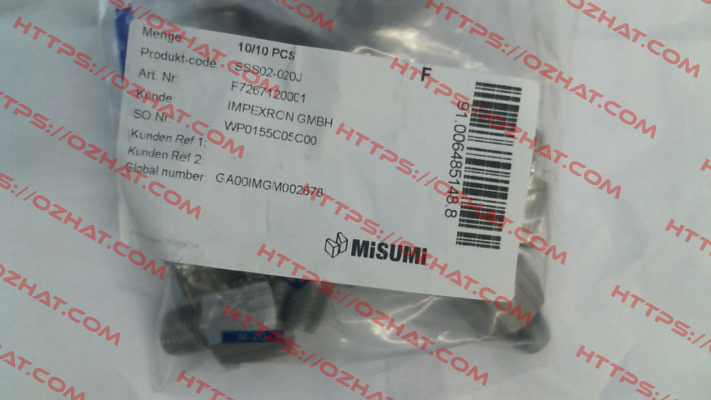 Menge: 10/10 PCS
Produkt-code: SSS02-020J
Art. Nr: F7267120001
Kunde: IMPEXRON GMBH
SO Nr: WP0155C05C00
Kunden Ref 1:
Kunden Ref 2:
Global number: GA00IMGM002678
F
91.006485148.8
MiSUMi
HTTPS://OZHAT.COM